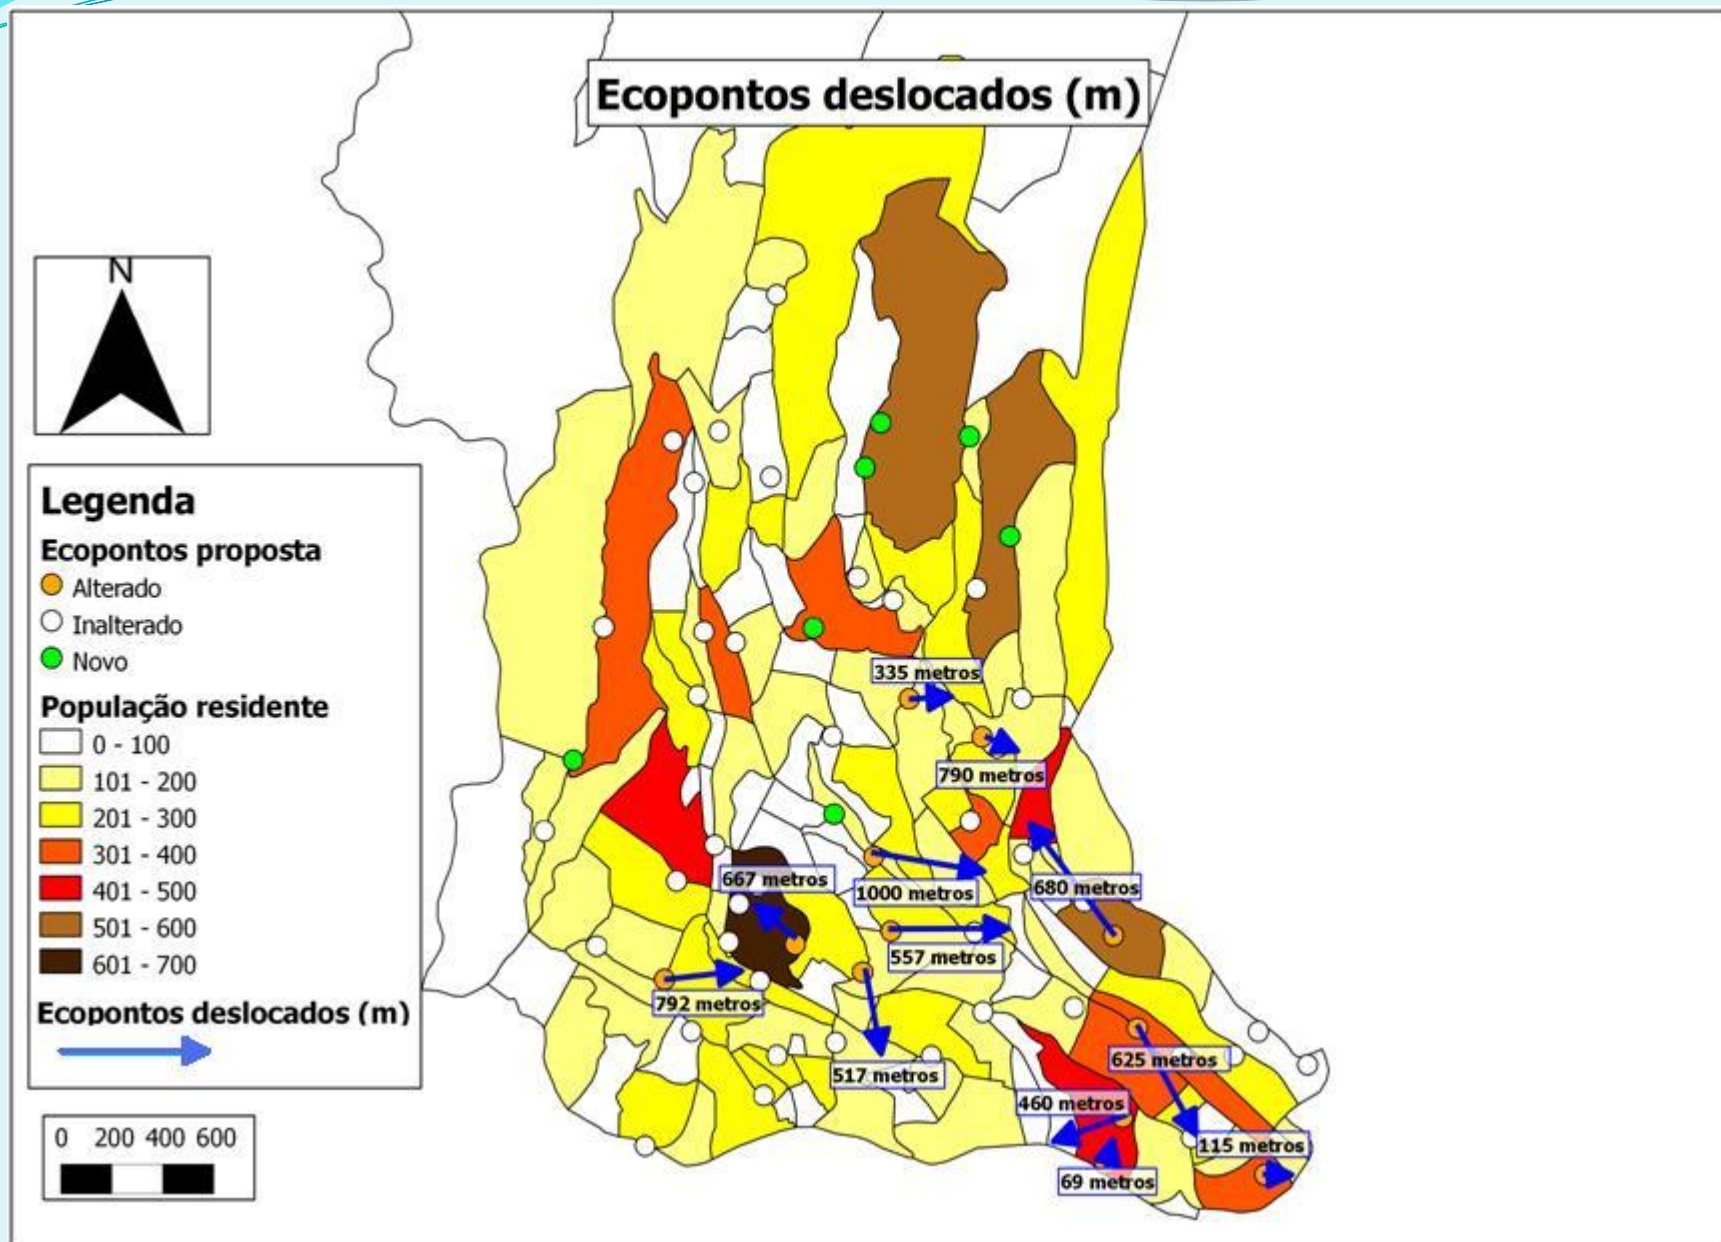 Ecopontos deslocados (m)
N
Legenda
Ecopontos proposta
Alterado
Inalterado
Novo
População residente
0 - 100
101 - 200
201 - 300
301 - 400
401 - 500
501 - 600
601 - 700
Ecopontos deslocados (m)
0 200 400 600
335 metros
790 metros
667 metros
1000 metros
680 metros
557 metros
792 metros
517 metros
625 metros
460 metros
115 metros
69 metros